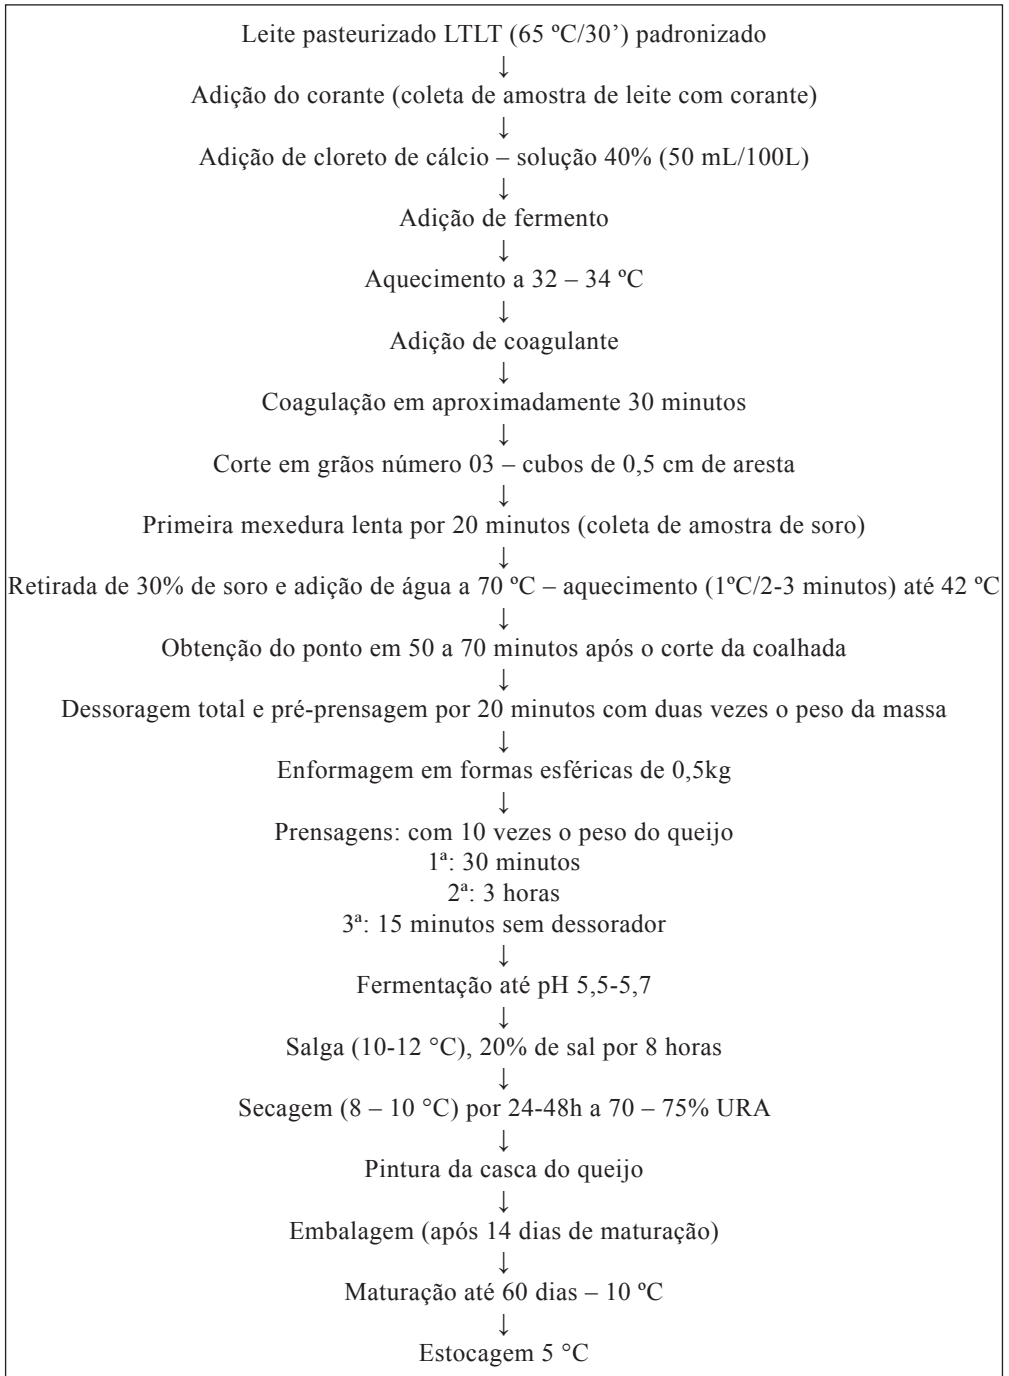 Leite pasteurizado LTLT (65 ºC/30’) padronizado
↓
Adição do corante (coleta de amostra de leite com corante)
↓
Adição de cloreto de cálcio – solução 40% (50 mL/100L)
↓
Adição de fermento
↓
Aquecimento a 32 – 34 ºC
↓
Adição de coagulante
↓
Coagulação em aproximadamente 30 minutos
↓
Corte em grãos número 03 – cubos de 0,5 cm de aresta
↓
Primeira mexedura lenta por 20 minutos (coleta de amostra de soro)
↓
Retirada de 30% de soro e adição de água a 70 ºC – aquecimento (1ºC/2-3 minutos) até 42 ºC
↓
Obtenção do ponto em 50 a 70 minutos após o corte da coalhada
↓
Dessoragem total e pré-prensagem por 20 minutos com duas vezes o peso da massa
↓
Enformagem em formas esféricas de 0,5kg
↓
Prensagens: com 10 vezes o peso do queijo
1ª: 30 minutos
2ª: 3 horas
3ª: 15 minutos sem dessorador
↓
Fermentação até pH 5,5-5,7
↓
Salga (10-12 °C), 20% de sal por 8 horas
↓
Secagem (8 – 10 °C) por 24-48h a 70 – 75% URA
↓
Pintura da casca do queijo
↓
Embalagem (após 14 dias de maturação)
↓
Maturação até 60 dias – 10 ºC
↓
Estocagem 5 °C